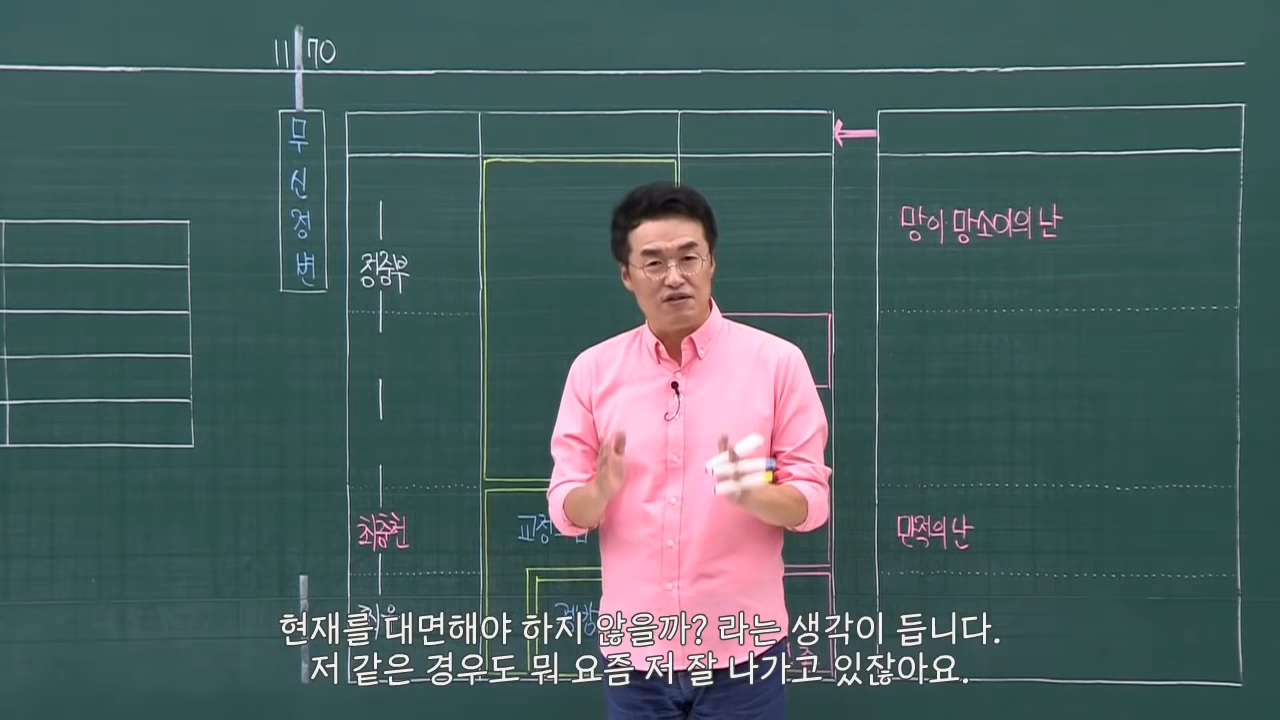 1170
무신정변
정중부
망이 망소이의 난
최충헌
만적의 난
현재를 대면해야 하지 않을까? 라는 생각이 듭니다.
저 같은 경우도 뭐 요즘 저 잘 나가고 있잖아요.